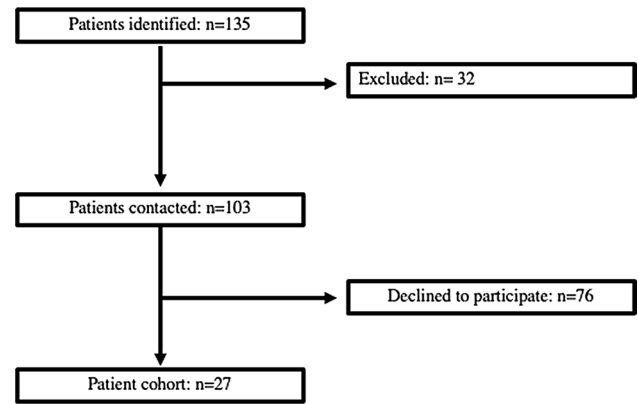 Patients identified: n=135
Excluded: n= 32
Patients contacted: n=103
Declined to participate: n=76
Patient cohort: n=27